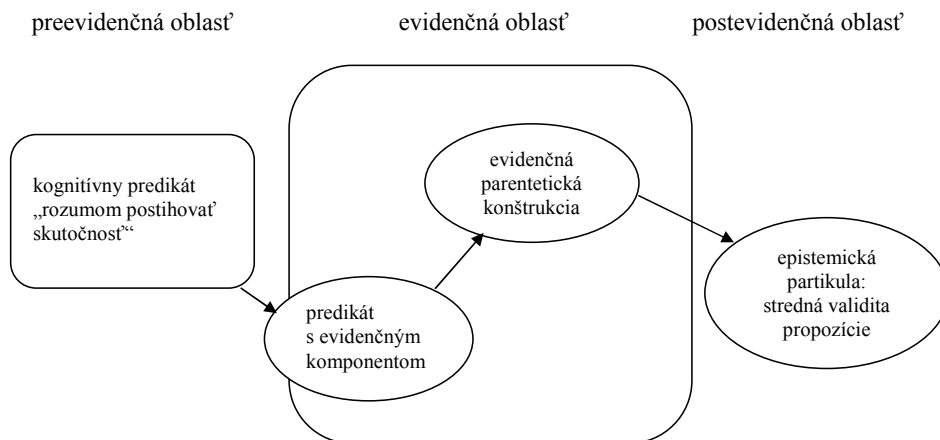 preevidenčná oblasť
evidenčná oblasť
postevidenčná oblasť
kognitívny predikát
„rozumom postihovať
skutočnosť“
evidenčná
parentetická
konštrukcia
predikát
s evidenčným
komponentom
epistemická
partikula:
stredná validita
propozície